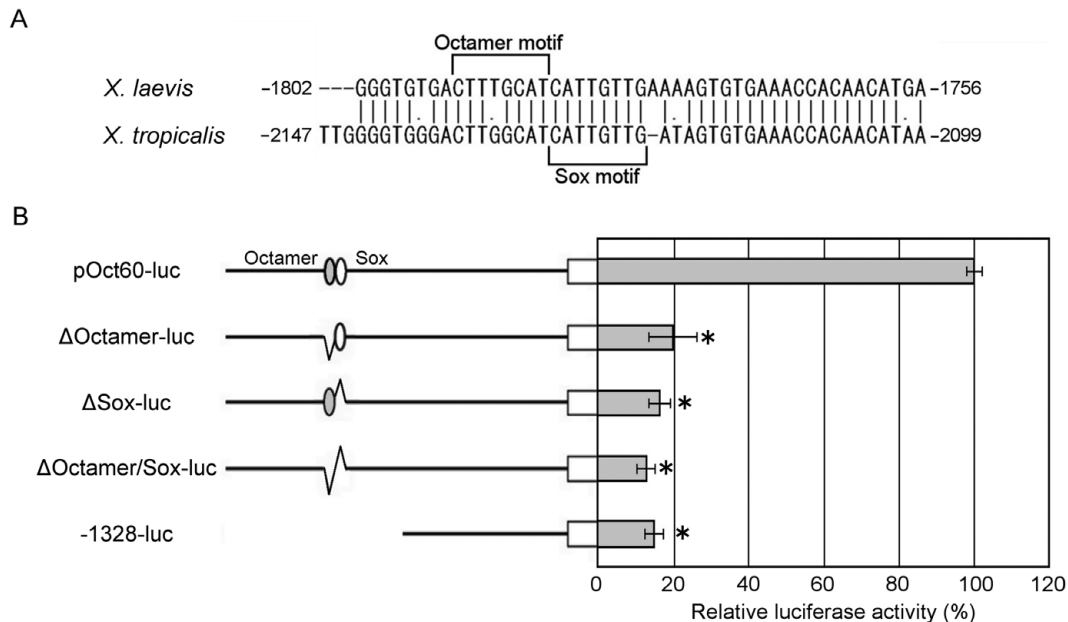 A
Octamer motif
X. laevis −1802 ---GGGTGTGACTTTGCATCATTGTTGAAAAGTGTGAAACCACAACATGA −1756
X. tropicalis −2147 TTGGGGTGGGACTTGGCATCATTGTTG-ATAGTGTGAAACCACAACATAA −2099
Sox motif
B
Octamer Sox
pOct60-luc
ΔOctamer-luc *
ΔSox-luc *
ΔOctamer/Sox-luc *
-1328-luc *
0 20 40 60 80 100 120
Relative luciferase activity (%)